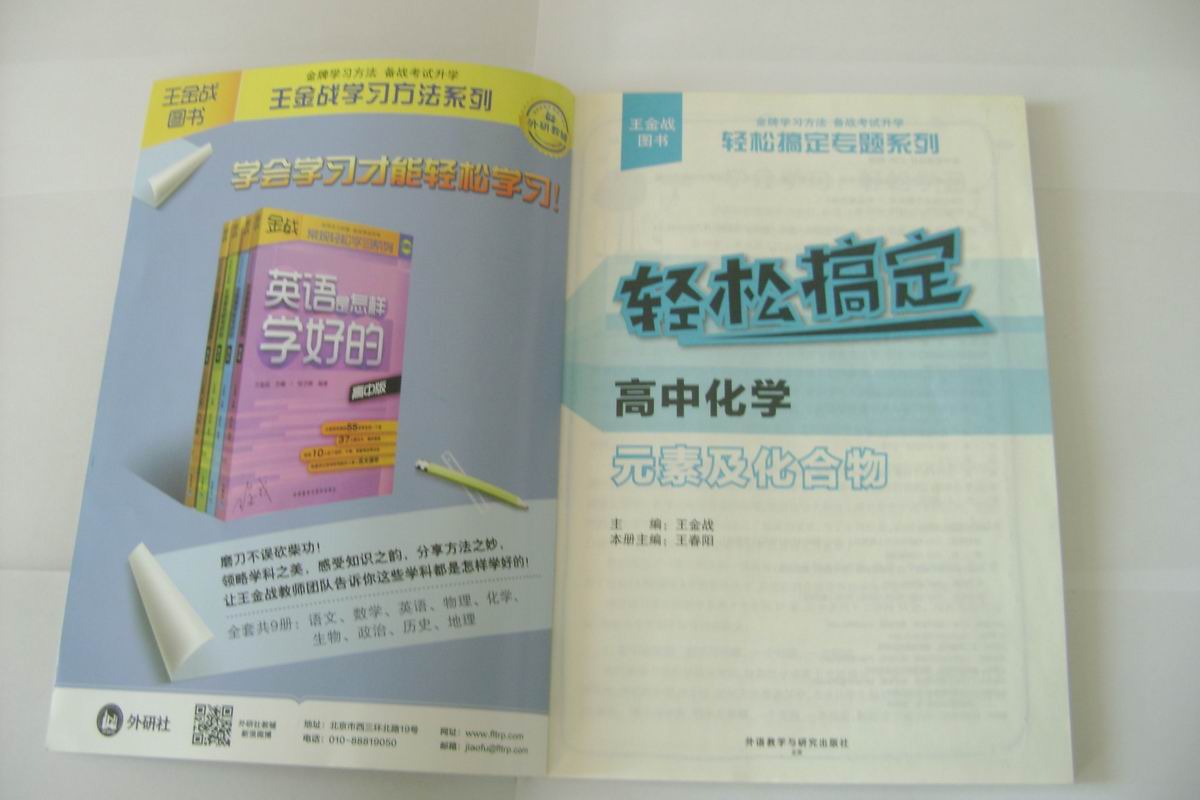 王金战
图书
金牌学习方法 备战考试升学
王金战学习方法系列
外研教辅
学会学习才能轻松学习！
金战
英语是怎样
学好的
高中版
磨刀不误砍柴功！
领略学科之美，感受知识之韵，分享方法之妙，
让王金战教师团队告诉你这些学科都是怎样学好的！
全套共9册：语文、数学、英语、物理、化学、
生物、政治、历史、地理
外研社
外研社教辅
新浪微博
地址：北京市西三环北路19号
电话：010-88819050
网址：www.fltrp.com
邮箱：jiaofu@fltrp.com
王金战
图书
金牌学习方法 备战考试升学
轻松搞定专题系列
轻松搞定
高中化学
元素及化合物
主 编：王金战
本册主编：王春阳
外语教学与研究出版社